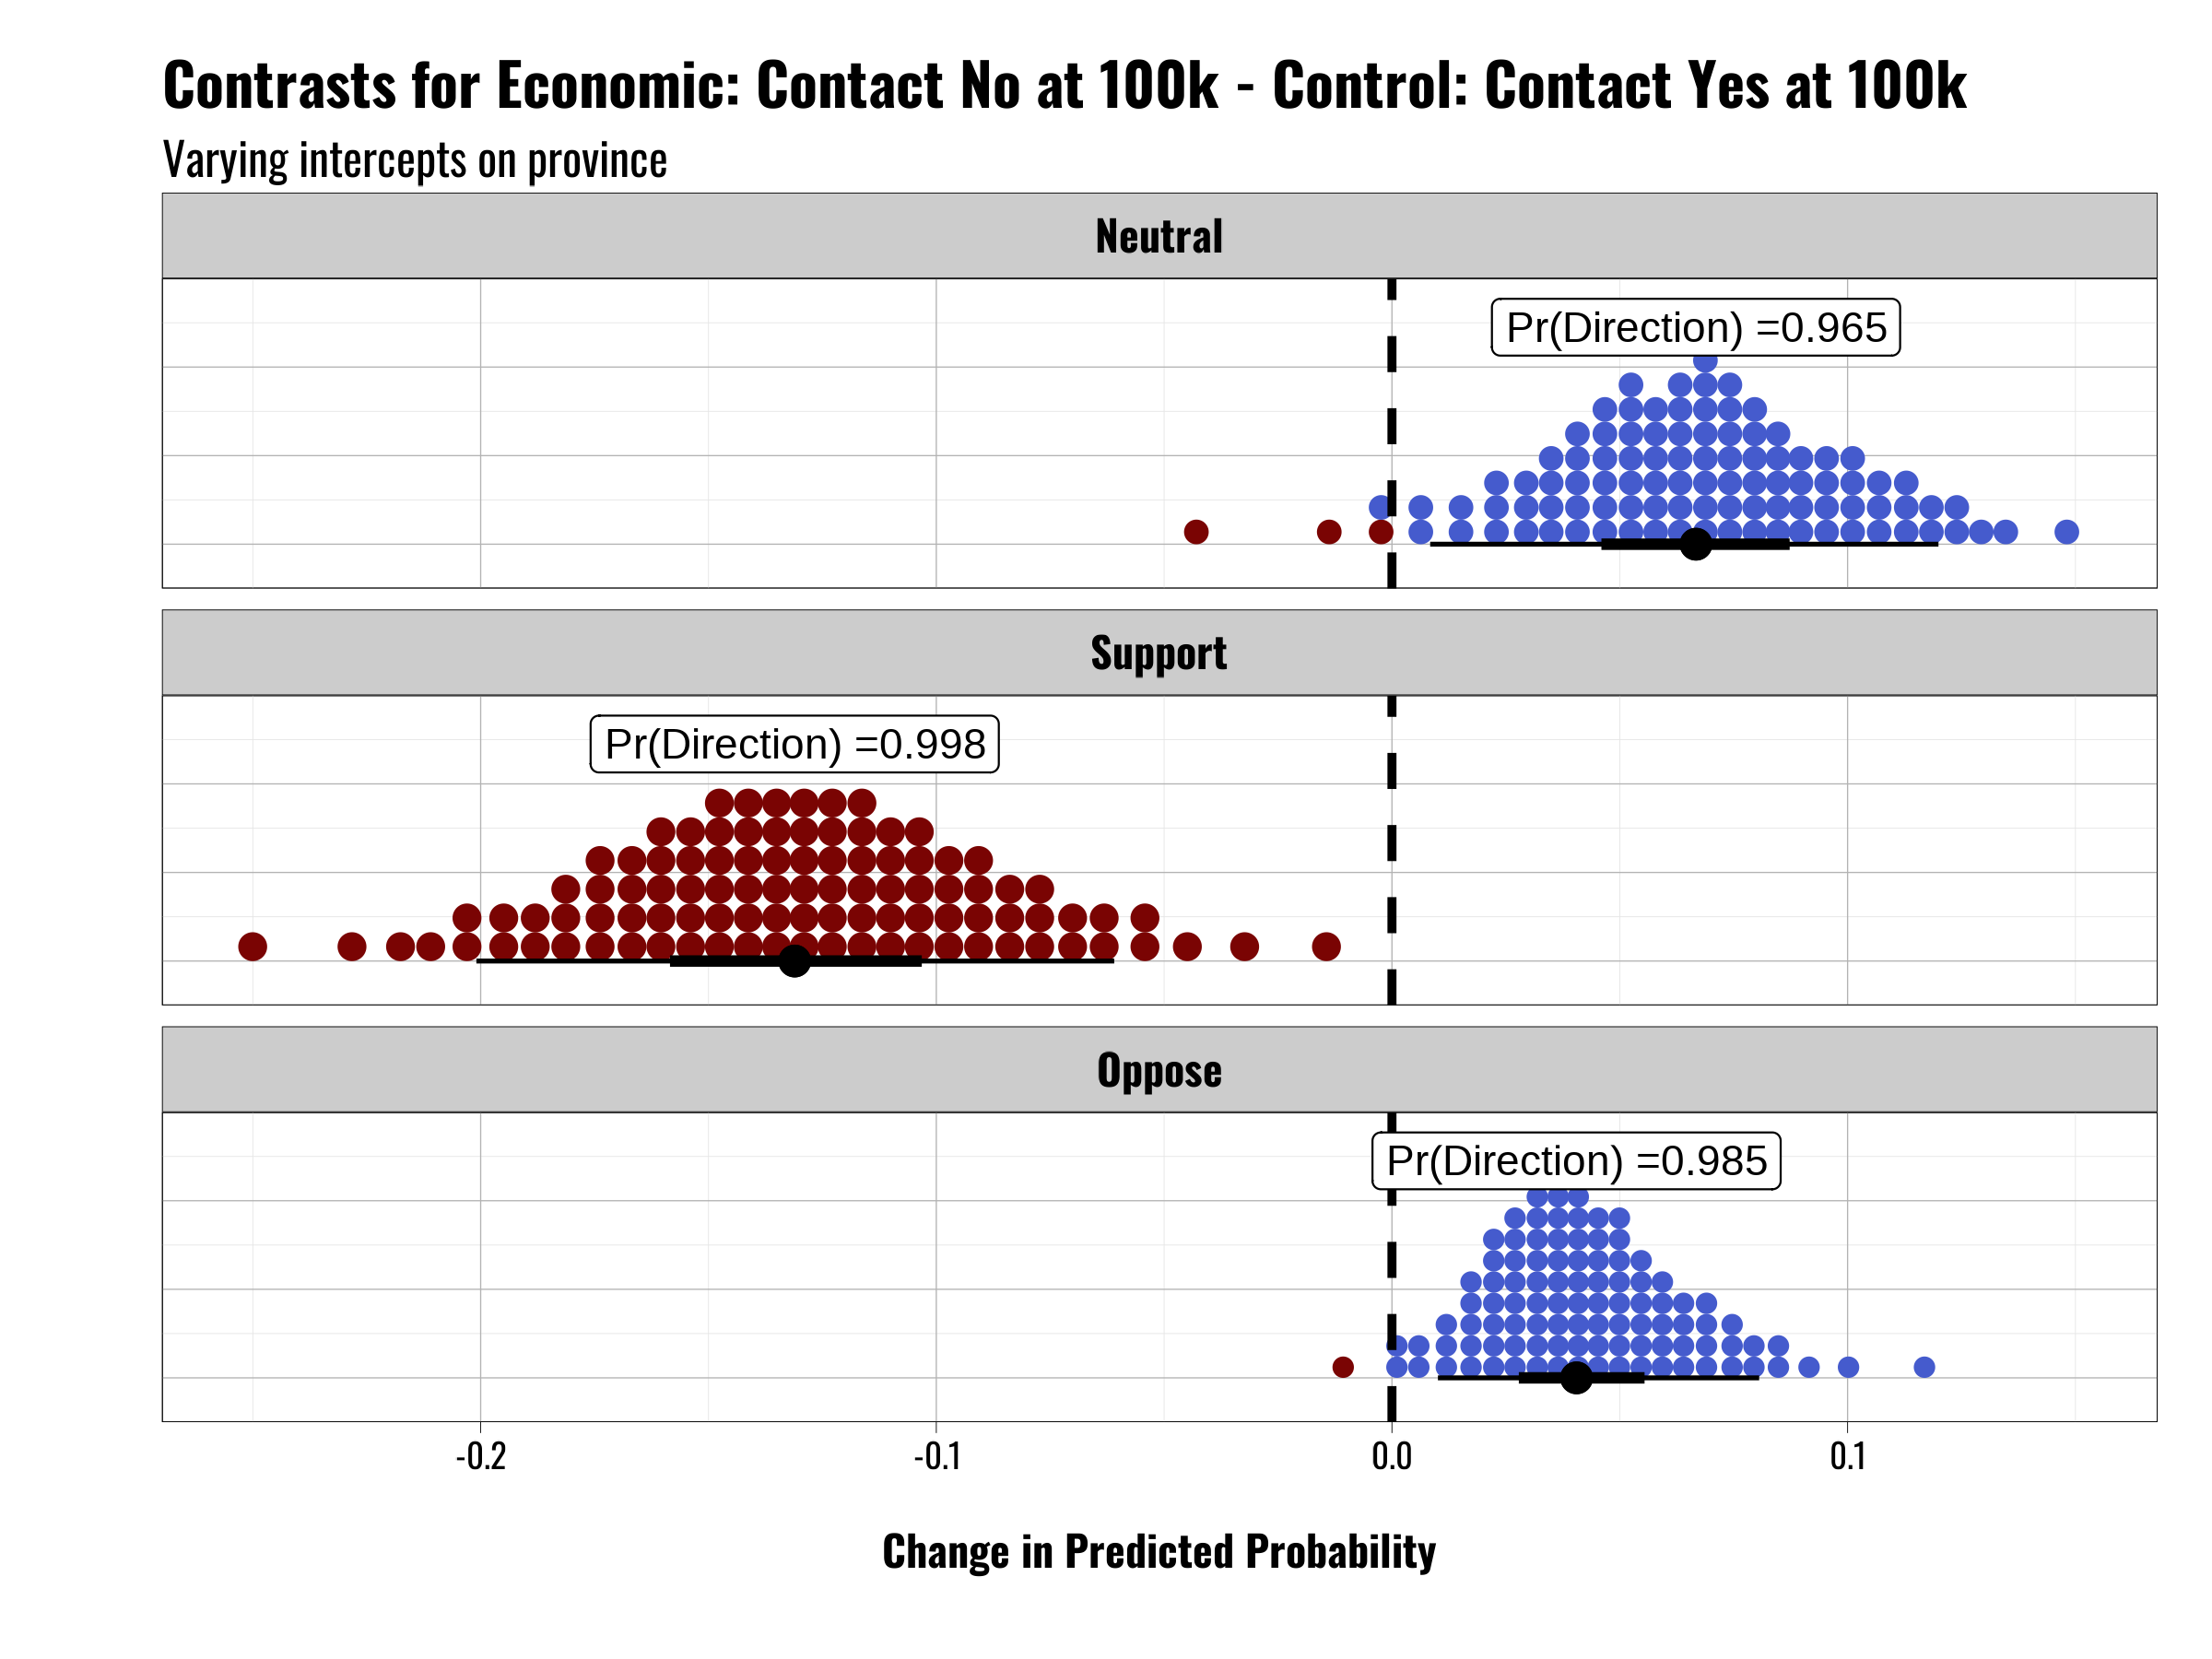 Contrasts for Economic: Contact No at 100k - Control: Contact Yes at 100k
Varying intercepts on province
Neutral
Pr(Direction) =0.965
Support
Pr(Direction) =0.998
Oppose
Pr(Direction) =0.985
-0.2 -0.1 0.0 0.1
Change in Predicted Probability